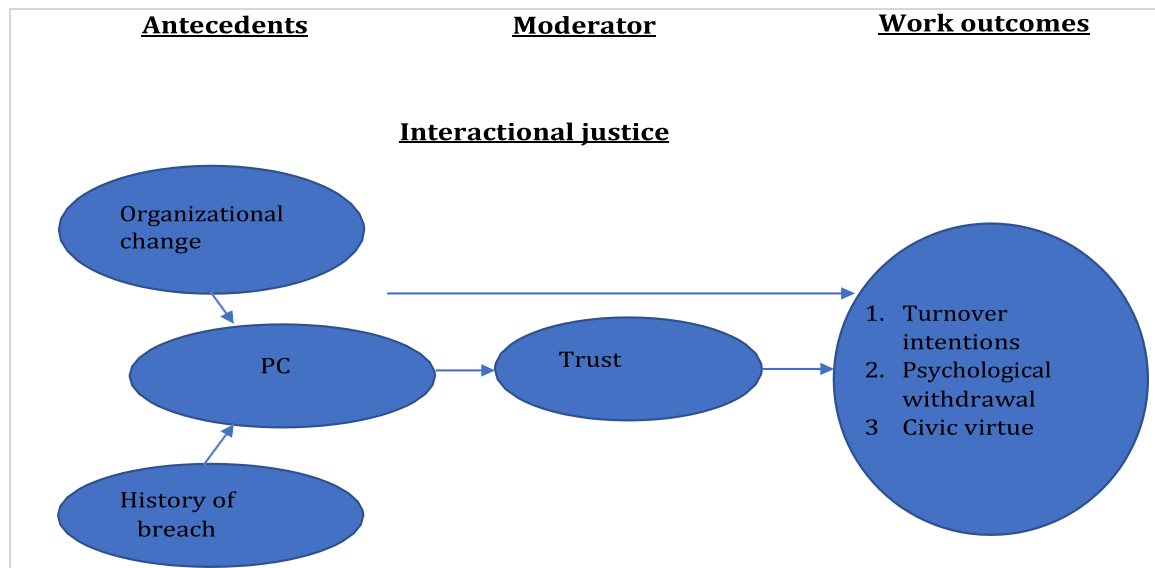 Antecedents
Moderator
Work outcomes
Interactional justice
Organizational
change
PC
Trust
History of
breach
1. Turnover
intentions
2. Psychological
withdrawal
3 Civic virtue